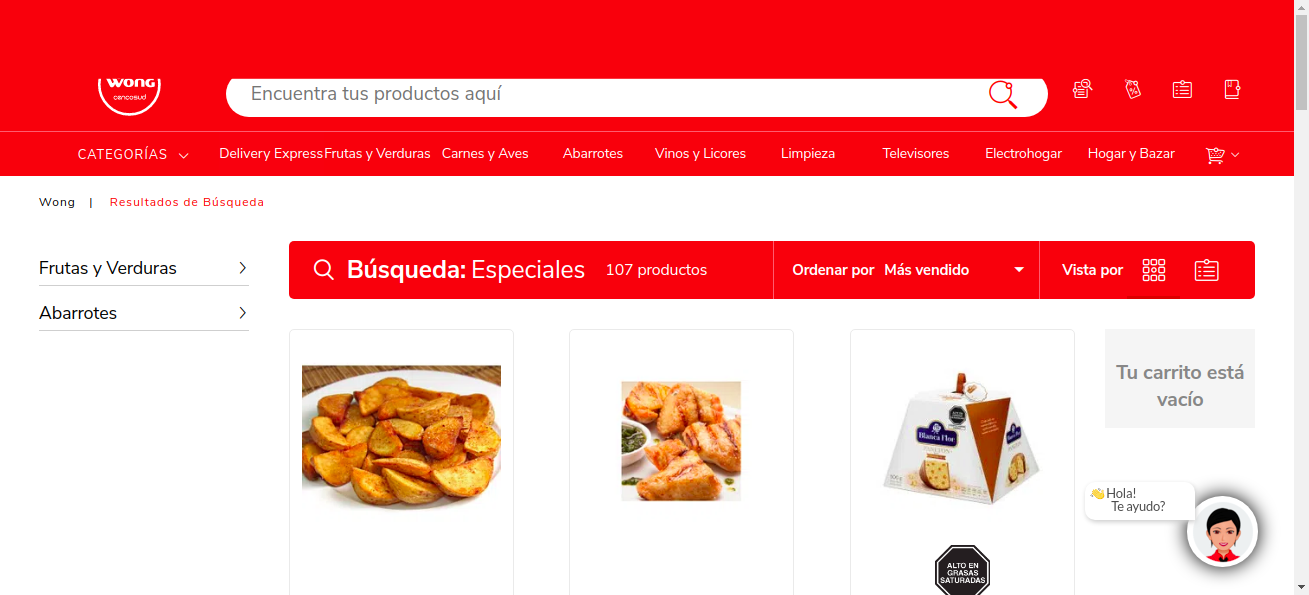 wong
cencosud
Encuentra tus productos aquí
CATEGORÍAS
Delivery Express
Frutas y Verduras
Carnes y Aves
Abarrotes
Vinos y Licores
Limpieza
Televisores
Electrohogar
Hogar y Bazar
Wong | Resultados de Búsqueda
Frutas y Verduras
Abarrotes
Búsqueda: Especiales 107 productos
Ordenar por Más vendido
Vista por
Blanca Flor
PANETÓN
Tu carrito está
vacío
Hola!
Te ayudo?
ALTO EN
GRASAS
SATURADAS